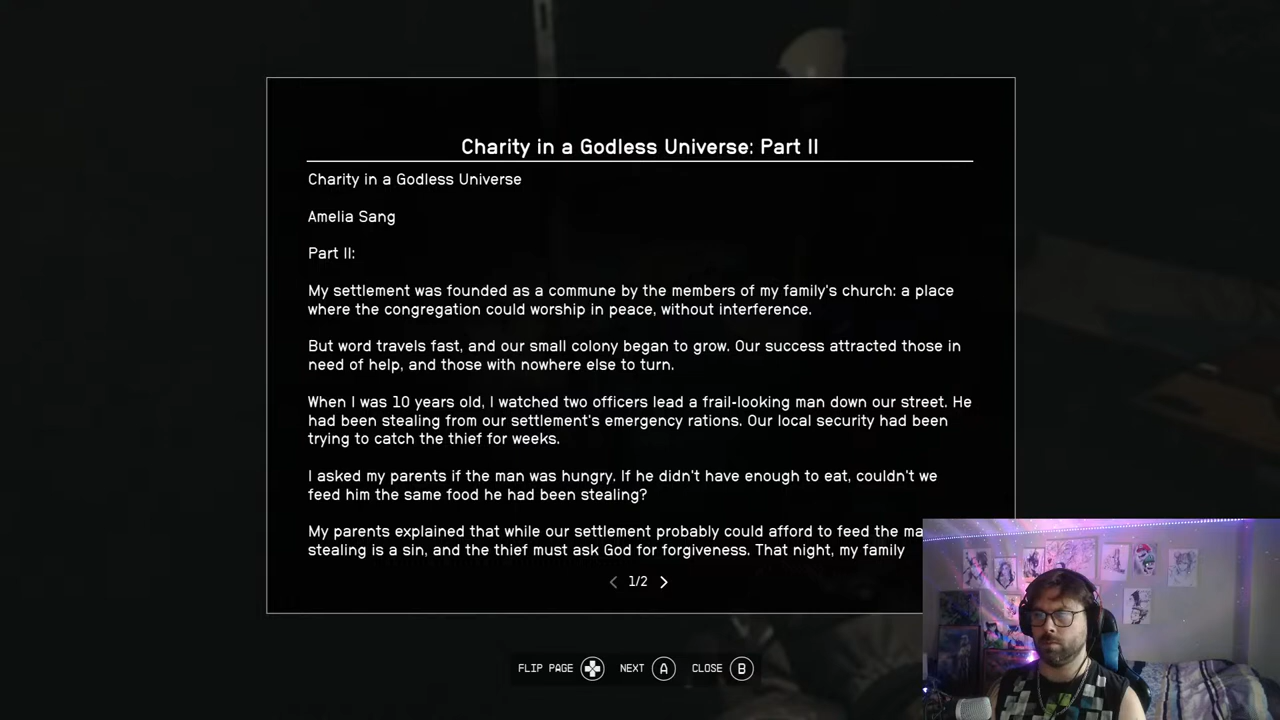 Charity in a Godless Universe: Part II
Charity in a Godless Universe
Amelia Sang
Part II:
My settlement was founded as a commune by the members of my family's church: a place
where the congregation could worship in peace, without interference.
But word travels fast, and our small colony began to grow. Our success attracted those in
need of help, and those with nowhere else to turn.
When I was 10 years old, I watched two officers lead a frail-looking man down our street. He
had been stealing from our settlement's emergency rations. Our local security had been
trying to catch the thief for weeks.
I asked my parents if the man was hungry. If he didn't have enough to eat, couldn't we
feed him the same food he had been stealing?
My parents explained that while our settlement probably could afford to feed the
stealing is a sin, and the thief must ask God for forgiveness. That night, my family
1/2
FLIP PAGE NEXT A CLOSE B